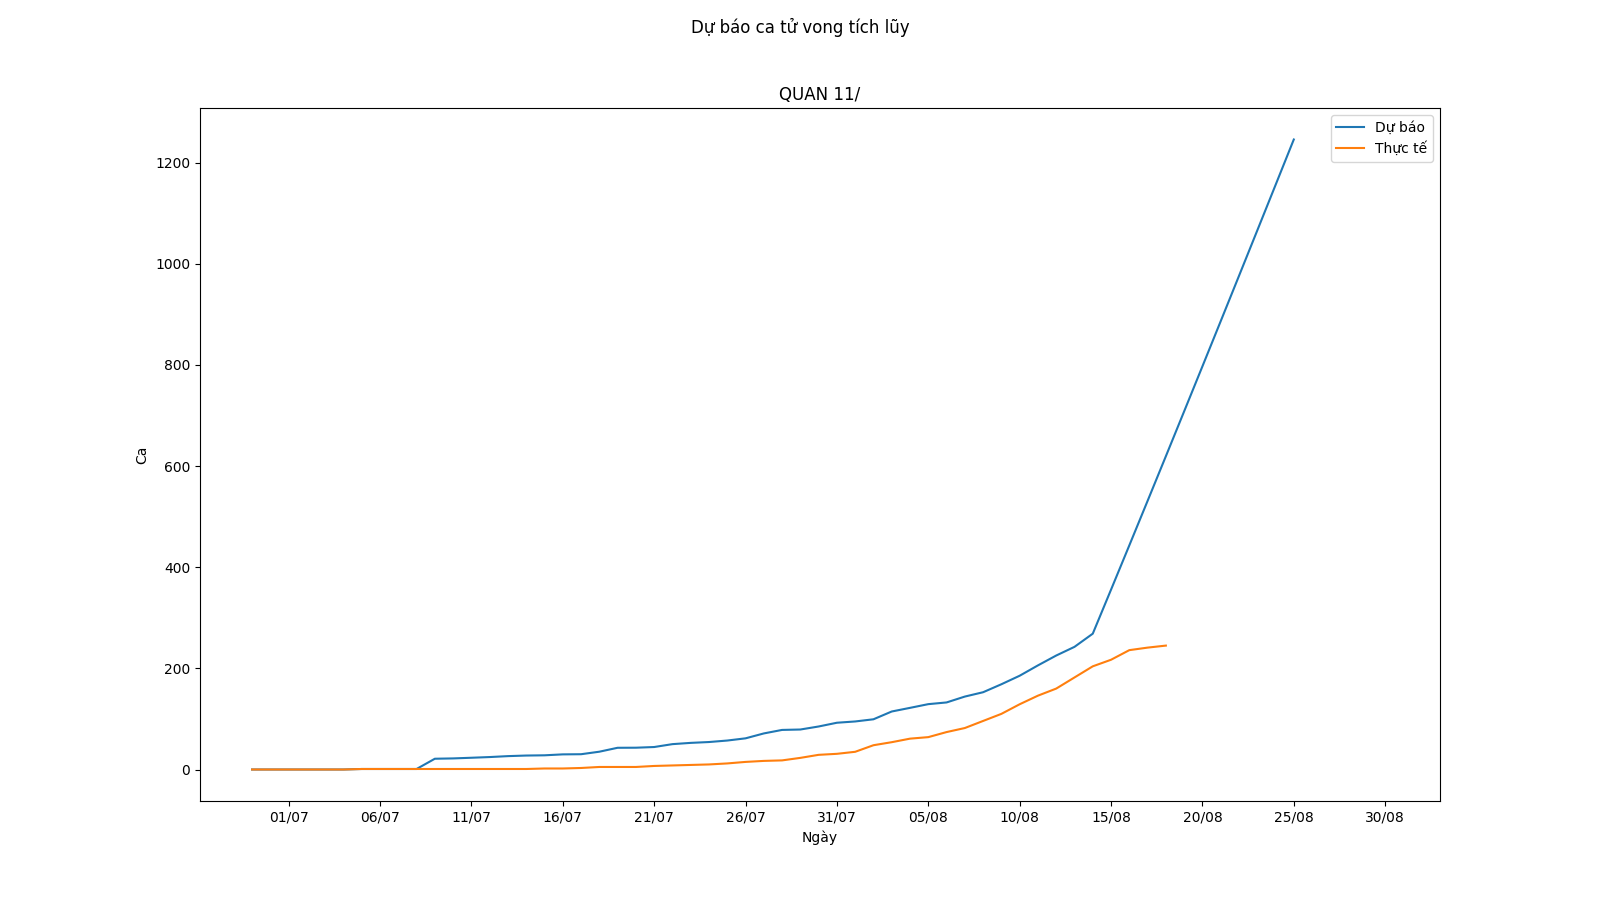 Dự báo ca tử vong tích lũy
QUAN 11/
Dự báo
Thực tế
1200
1000
800
600
400
200
0
Ca
01/07 06/07 11/07 16/07 21/07 26/07 31/07 05/08 10/08 15/08 20/08 25/08 30/08
Ngày